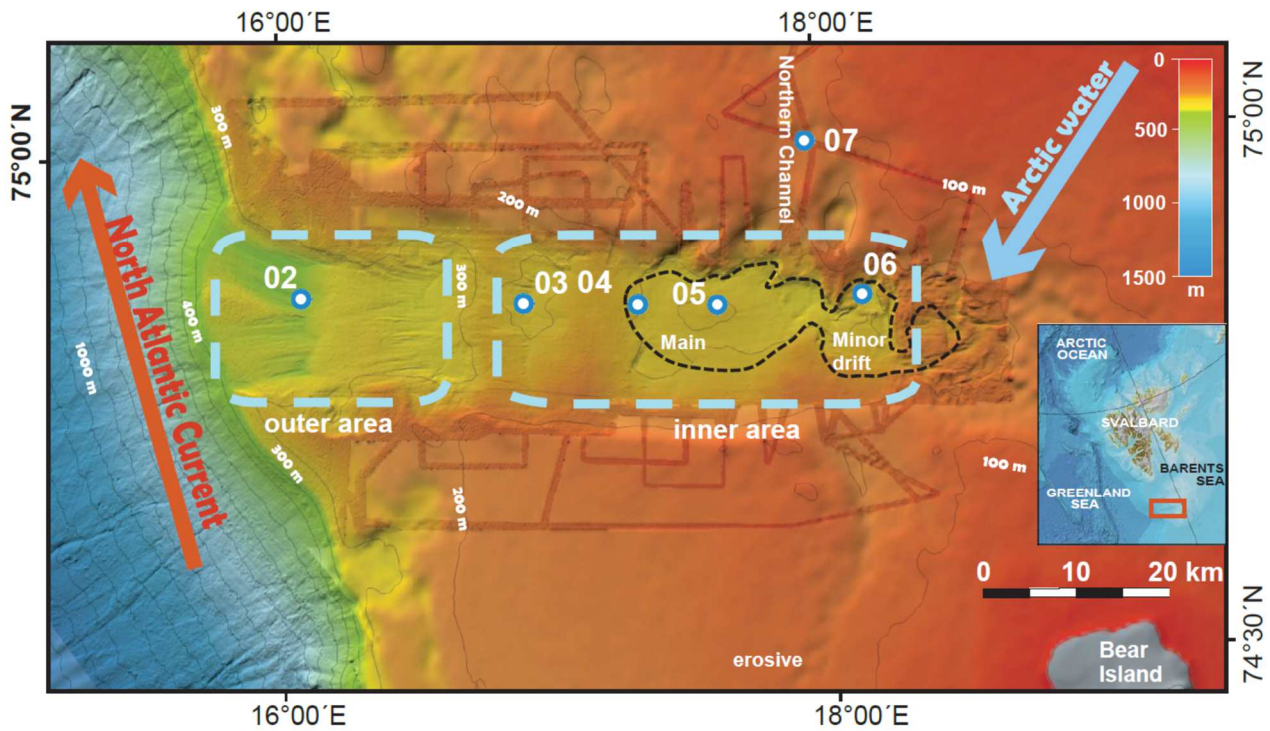 16°00´E
18°00´E
75°00´N
75°00´N
74°30´N
16°00´E
18°00´E
Northern Channel
07
Arctic water
0
500
1000
1500
m
300 m
200 m
100 m
North Atlantic Current
02
300 m
03 04
05
06
400 m
1000 m
Main
Minor
drift
outer area
inner area
300 m
200 m
100 m
ARCTIC
OCEAN
SVALBARD
BARENTS
SEA
GREENLAND
SEA
0 10 20 km
erosive
Bear
Island